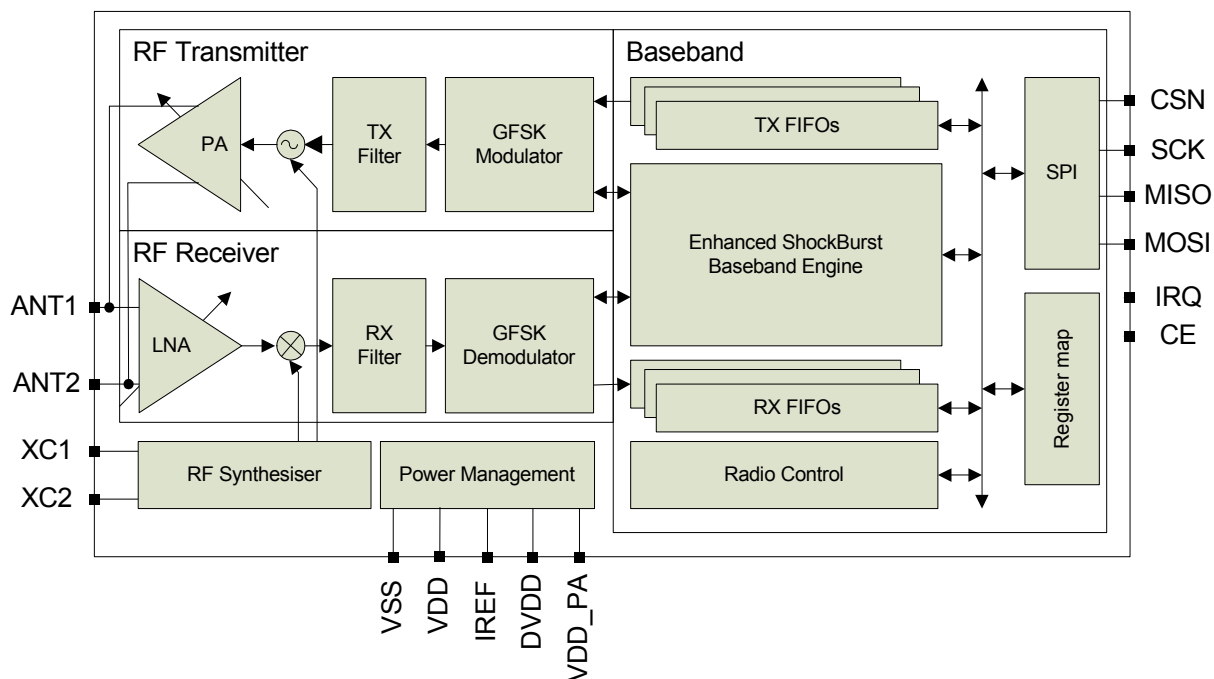 RF Transmitter
Baseband
PA
TX
Filter
GFSK
Modulator
TX FIFOs
SPI
CSN
SCK
MISO
MOSI
Enhanced ShockBurst
Baseband Engine
RF Receiver
ANT1
ANT2
LNA
RX
Filter
GFSK
Demodulator
RX FIFOs
Register map
IRQ
CE
XC1
XC2
RF Synthesiser
Power Management
Radio Control
VSS
VDD
IREF
DVDD
VDD_PA